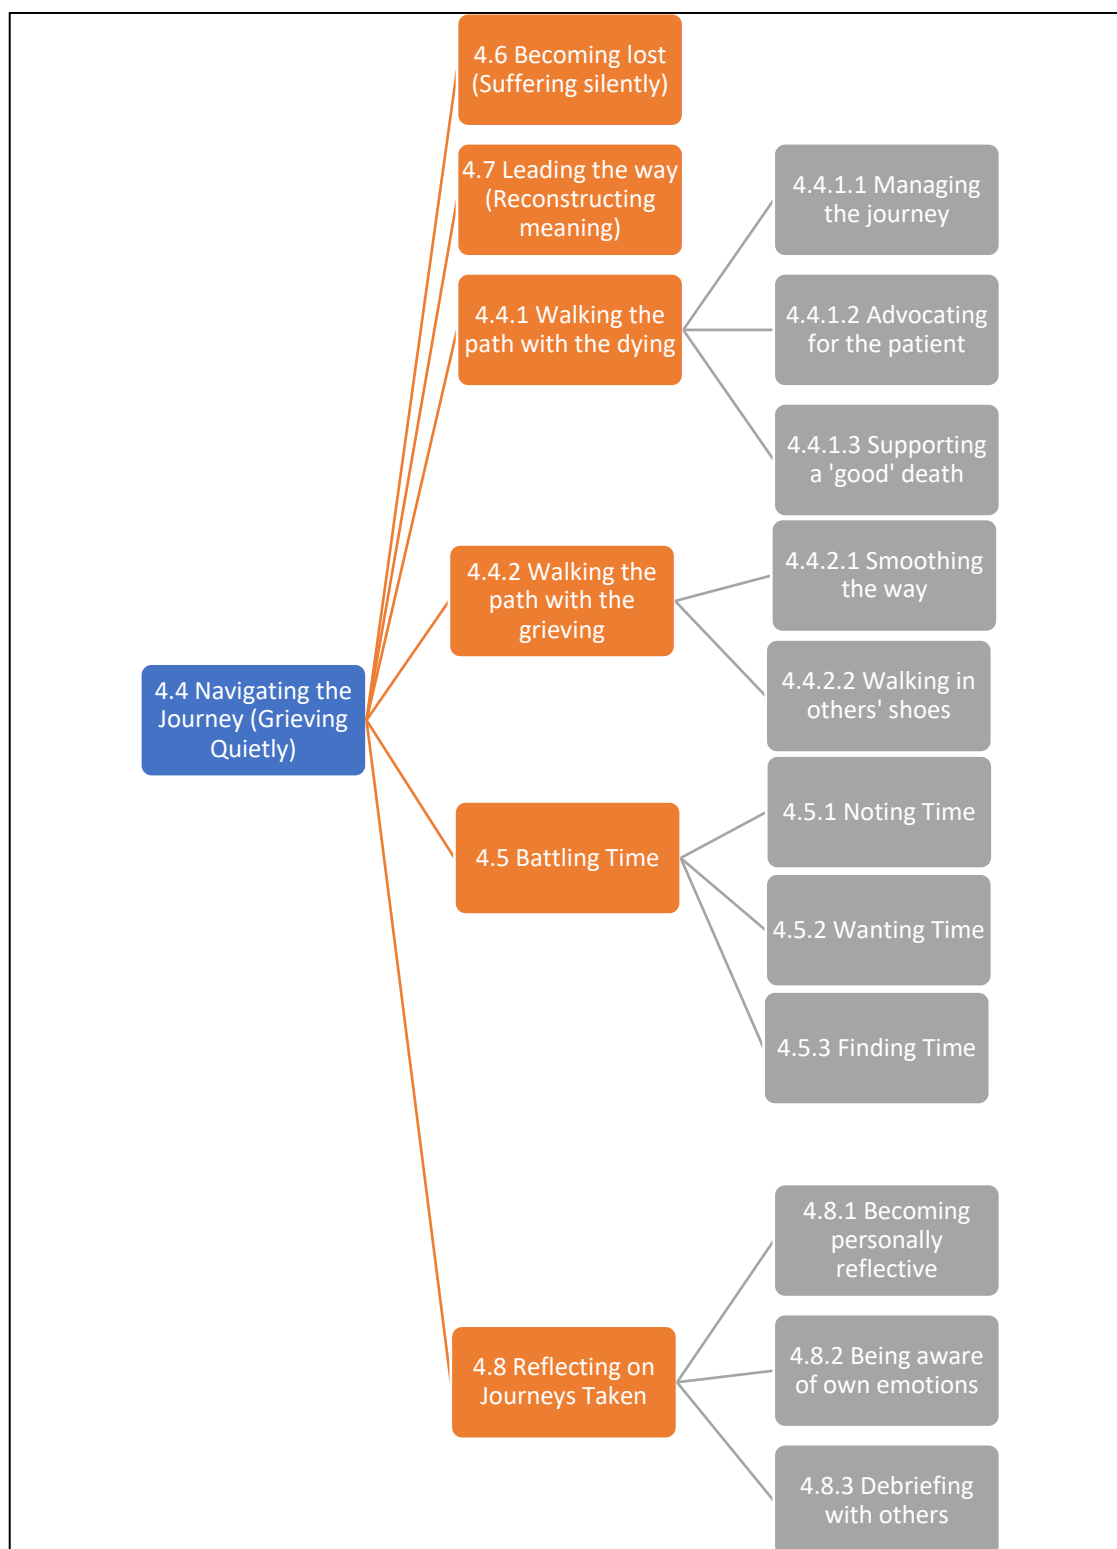 4.6 Becoming lost
(Suffering silently)
4.7 Leading the way
(Reconstructing
meaning)
4.4.1 Walking the
path with the dying
4.4.1.1 Managing
the journey
4.4.1.2 Advocating
for the patient
4.4.1.3 Supporting
a 'good' death
4.4.2 Walking the
path with the
grieving
4.4.2.1 Smoothing
the way
4.4.2.2 Walking in
others' shoes
4.4 Navigating the
Journey (Grieving
Quietly)
4.5 Battling Time
4.5.1 Noting Time
4.5.2 Wanting Time
4.5.3 Finding Time
4.8 Reflecting on
Journeys Taken
4.8.1 Becoming
personally
reflective
4.8.2 Being aware
of own emotions
4.8.3 Debriefing
with others